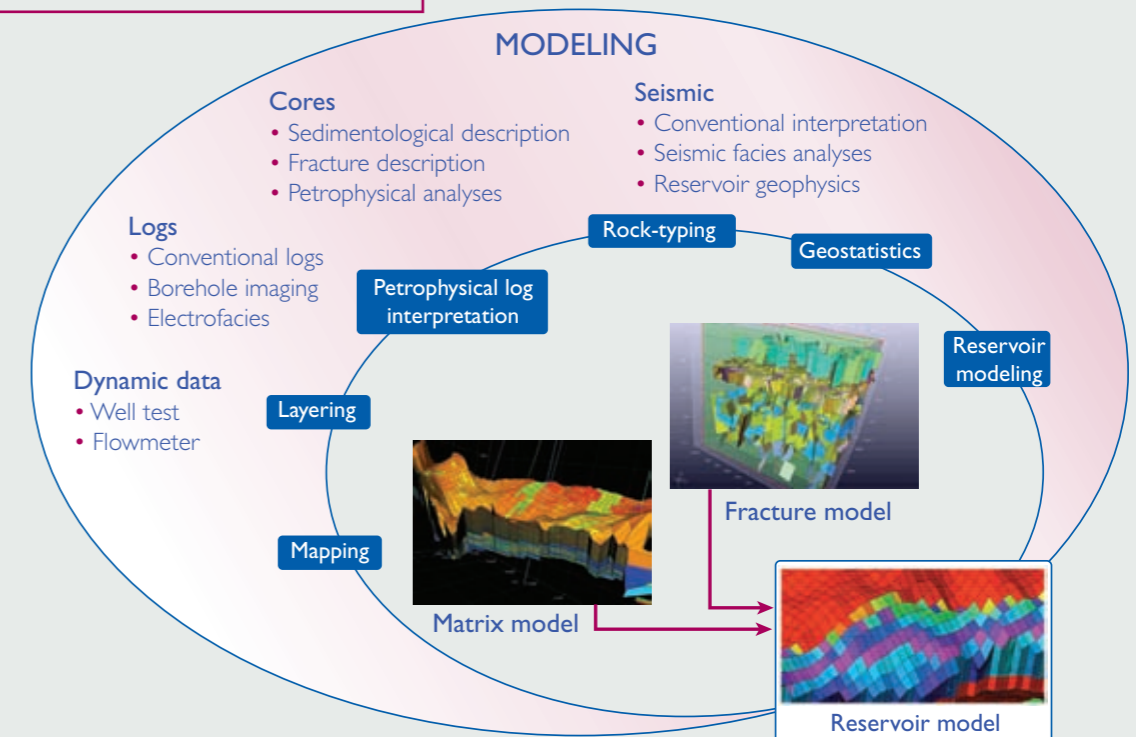 MODELING
Cores
• Sedimentological description
• Fracture description
• Petrophysical analyses
Seismic
• Conventional interpretation
• Seismic facies analyses
• Reservoir geophysics
Logs
• Conventional logs
• Borehole imaging
• Electrofacies
Dynamic data
• Well test
• Flowmeter
Rock-typing
Geostatistics
Petrophysical log
interpretation
Reservoir
modeling
Layering
Mapping
Fracture model
Matrix model
Reservoir model